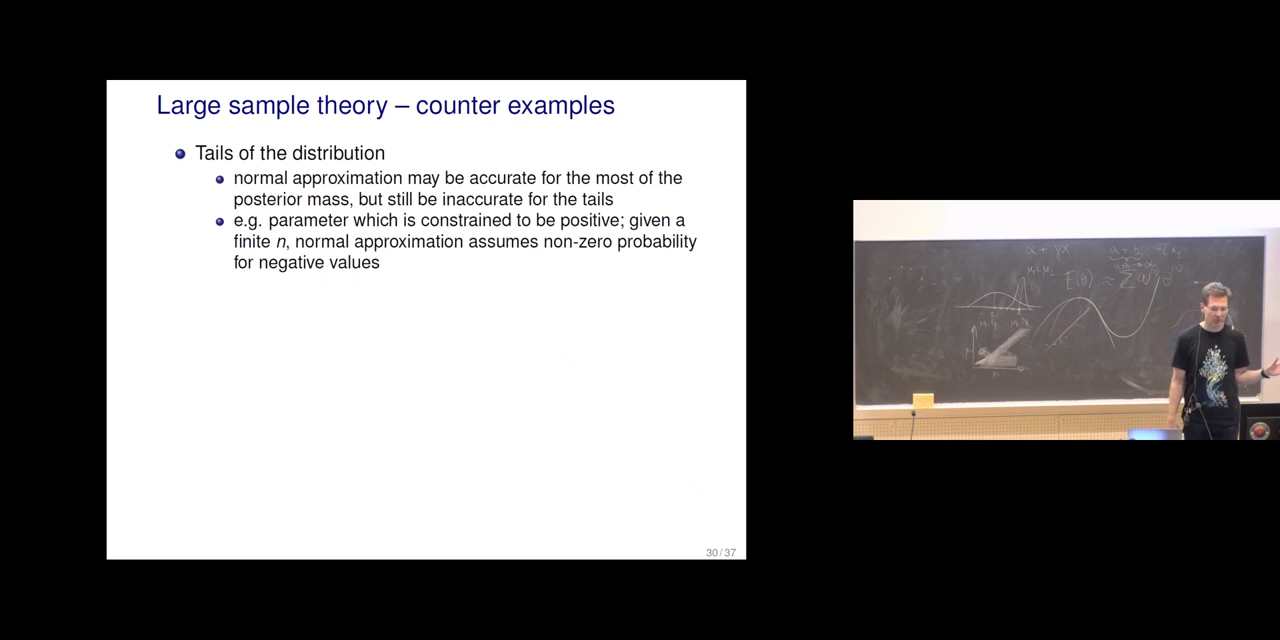 Large sample theory – counter examples
Tails of the distribution
normal approximation may be accurate for the most of the
posterior mass, but still be inaccurate for the tails
e.g. parameter which is constrained to be positive; given a
finite n, normal approximation assumes non-zero probability
for negative values
30 / 37
α + γx